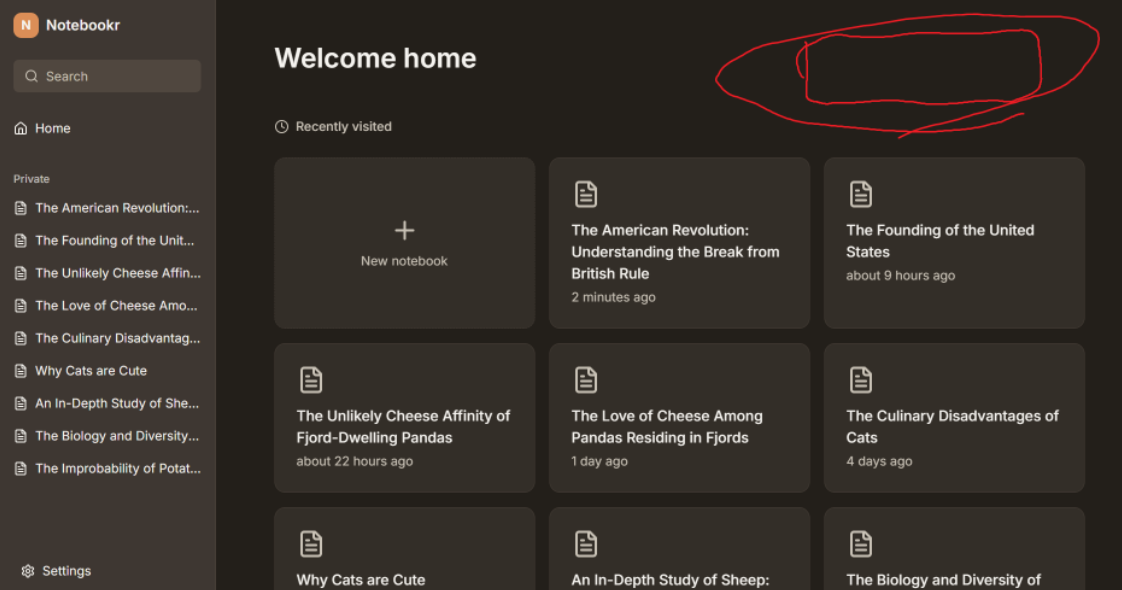 N Notebookr
Search
Home
Private
The American Revolution:...
The Founding of the Unit...
The Unlikely Cheese Affin...
The Love of Cheese Amo...
The Culinary Disadvantag...
Why Cats are Cute
An In-Depth Study of She...
The Biology and Diversity...
The Improbability of Potat...
Settings
Welcome home
Recently visited
New notebook
The American Revolution:
Understanding the Break from
British Rule
2 minutes ago
The Founding of the United
States
about 9 hours ago
The Unlikely Cheese Affinity of
Fjord-Dwelling Pandas
about 22 hours ago
The Love of Cheese Among
Pandas Residing in Fjords
1 day ago
The Culinary Disadvantages of
Cats
4 days ago
Why Cats are Cute
An In-Depth Study of Sheep:
The Biology and Diversity of